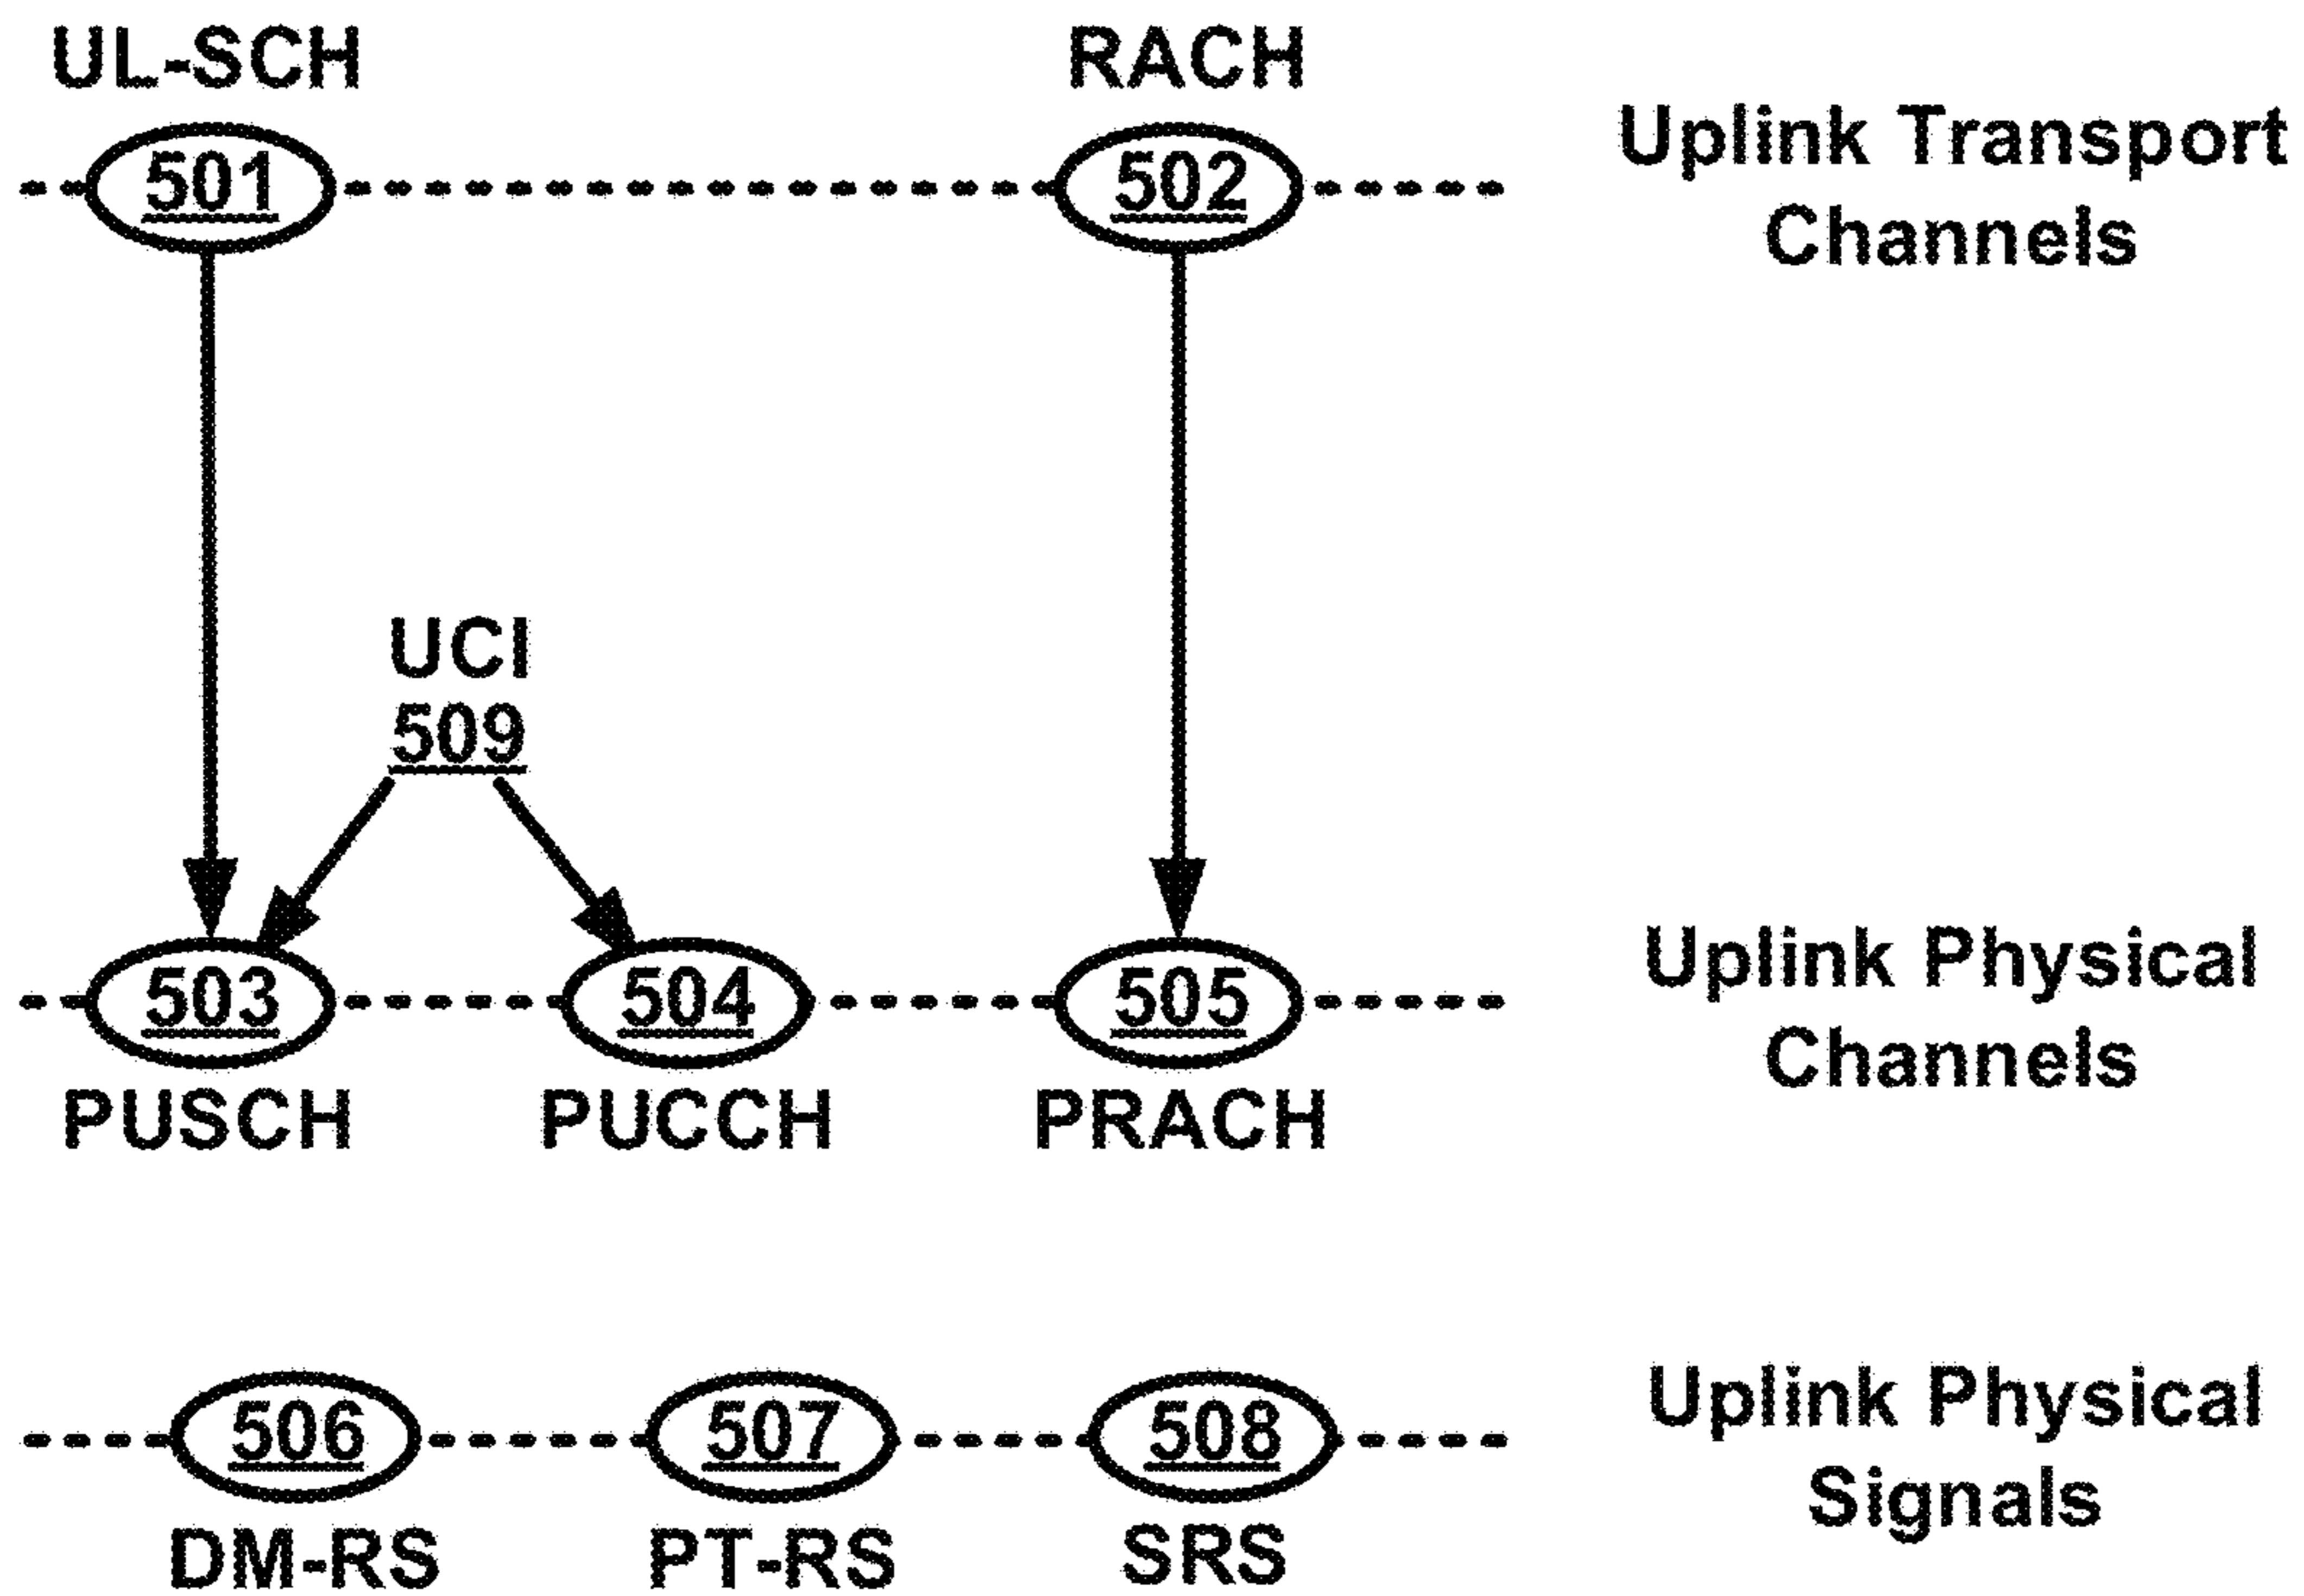 UL-SCH
RACH
501
502
Uplink Transport
Channels
UCI
509
503
504
505
Uplink Physical
Channels
PUSCH
PUCCH
PRACH
506
507
508
Uplink Physical
Signals
DM-RS
PT-RS
SRS